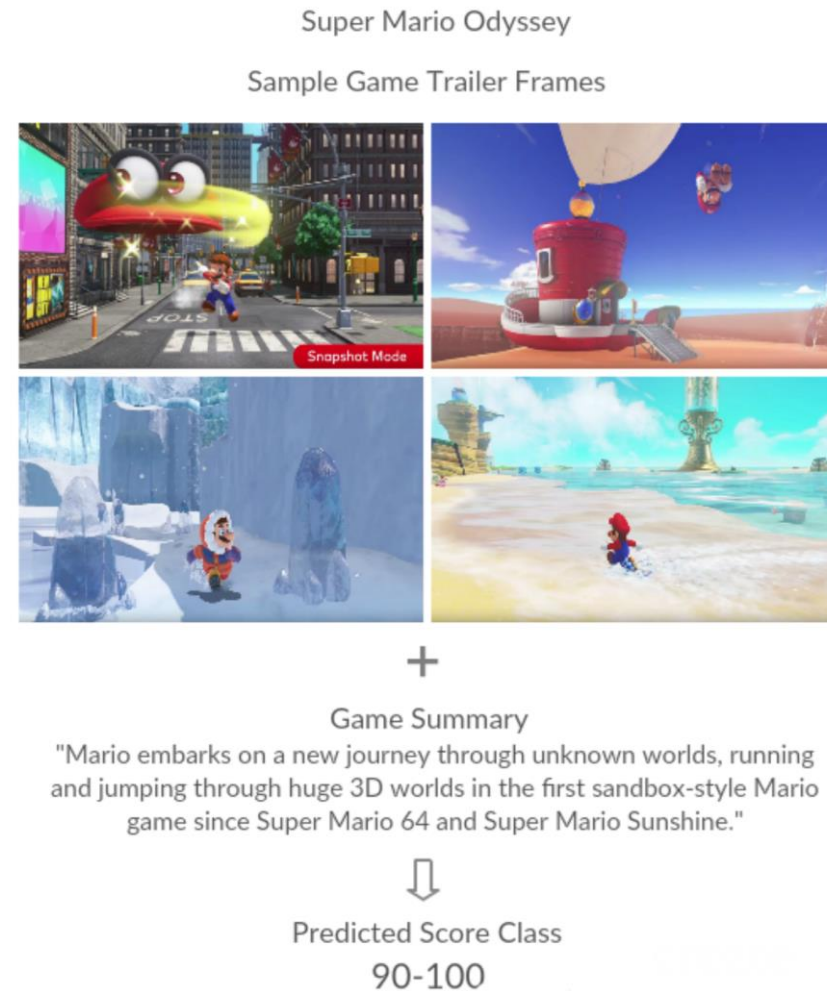 Super Mario Odyssey
Sample Game Trailer Frames
STOP
Snapshot Mode
+
Game Summary
"Mario embarks on a new journey through unknown worlds, running
and jumping through huge 3D worlds in the first sandbox-style Mario
game since Super Mario 64 and Super Mario Sunshine."
Predicted Score Class
90-100